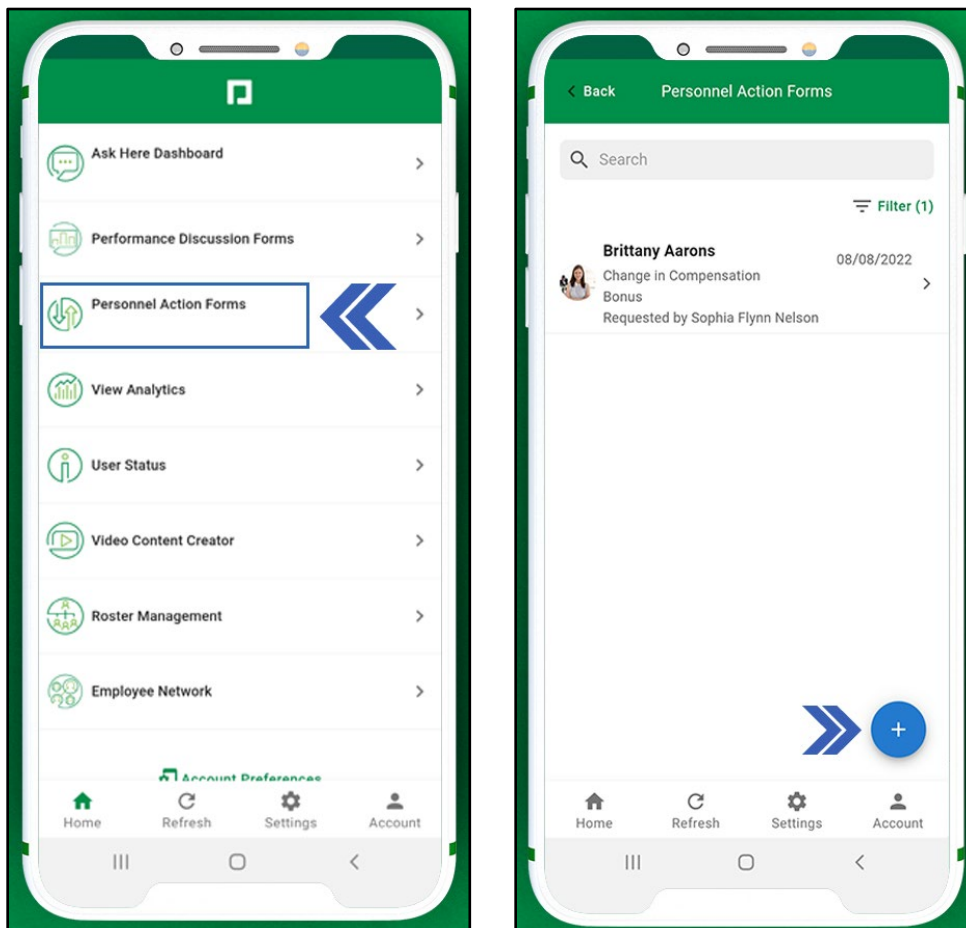 Ask Here Dashboard
Performance Discussion Forms
Personnel Action Forms
View Analytics
User Status
Video Content Creator
Roster Management
Employee Network
Account Preferences
Home Refresh Settings Account
Back Personnel Action Forms
Search
Filter (1)
Brittany Aarons 08/08/2022
Change in Compensation
Bonus
Requested by Sophia Flynn Nelson
Home Refresh Settings Account